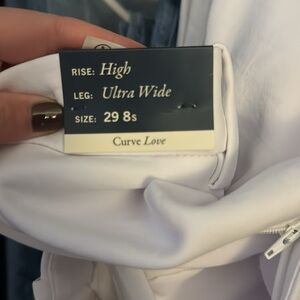 RISE: High
LEG: Ultra Wide
SIZE: 29 8s
Curve Love